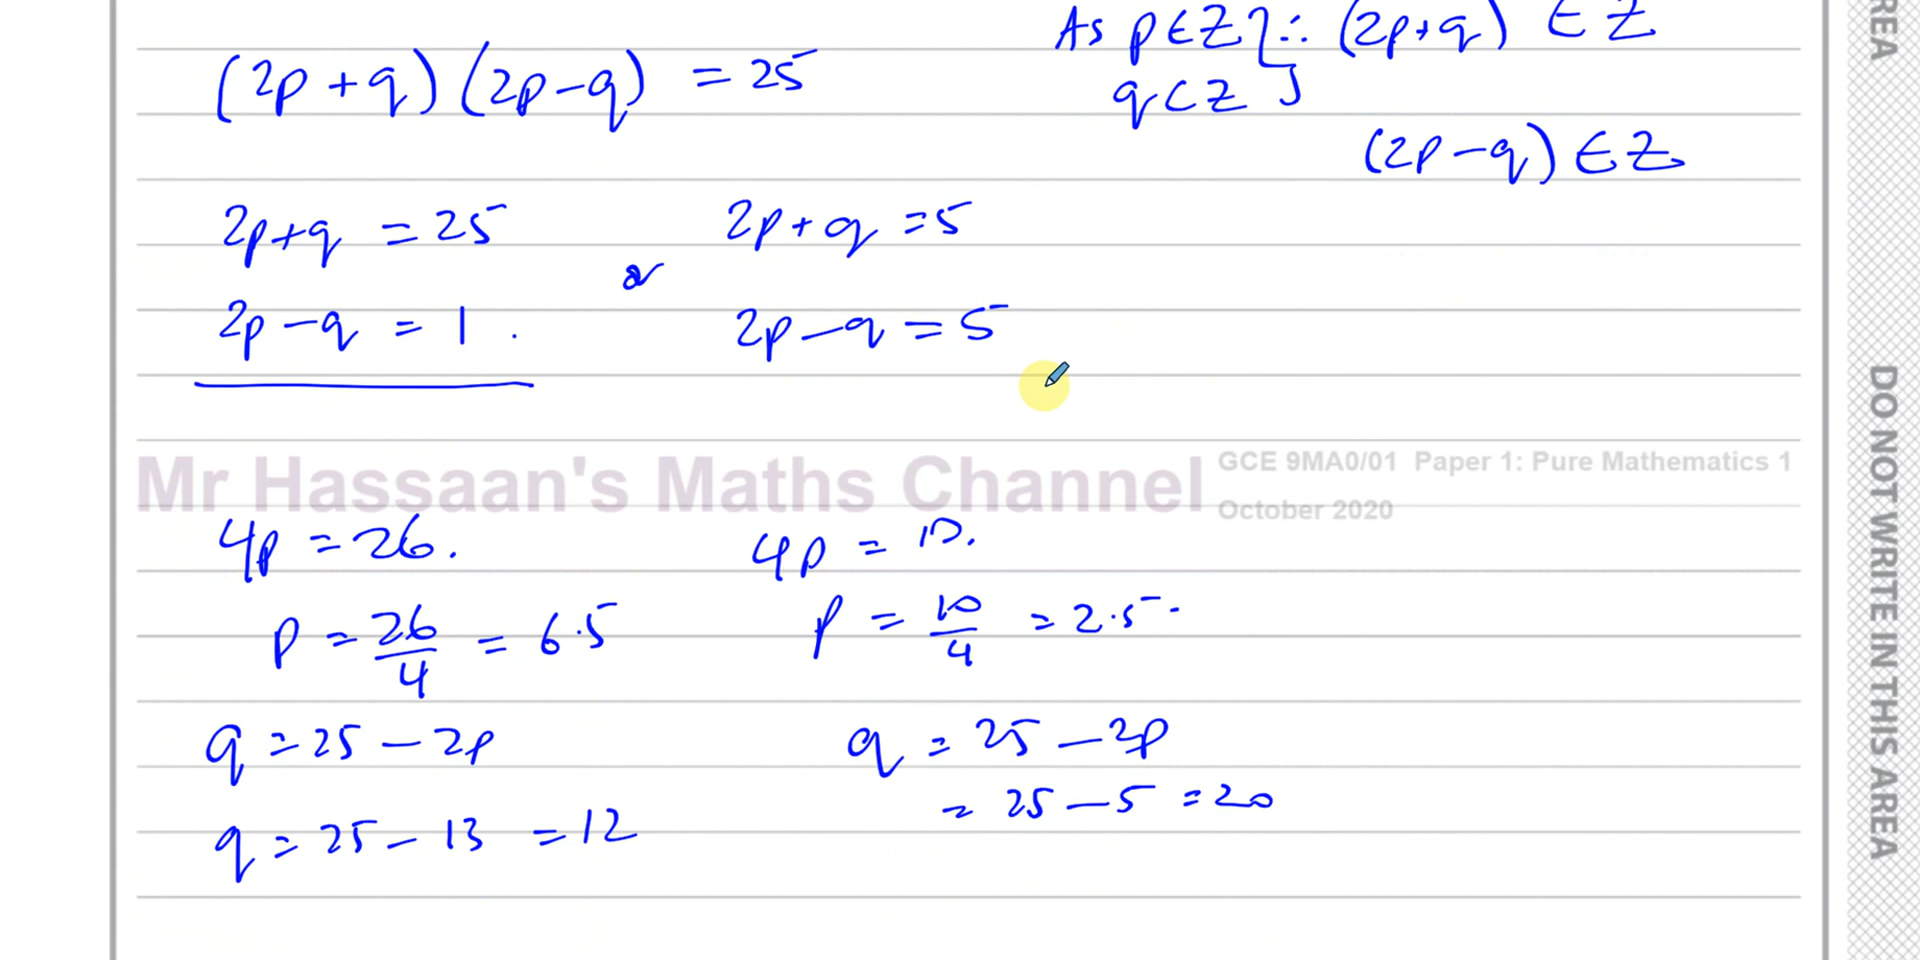 As p∈Z } ∴ (2p+q) ∈ Z
(2p+q)(2p-q) = 25
q∈Z
(2p-q) ∈ Z
2p+q = 25
2p+q = 5
or
2p-q = 1.
2p-q = 5
Mr Hassaan's Maths Channel
GCE 9MA0/01 Paper 1: Pure Mathematics 1
October 2020
4p = 26.
4p = 10.
p = 26/4 = 6.5
p = 10/4 = 2.5.
q = 25 - 2p
q = 25 - 2p
= 25 - 5 = 20
q = 25 - 13 = 12
REA
DO NOT WRITE IN THIS AREA